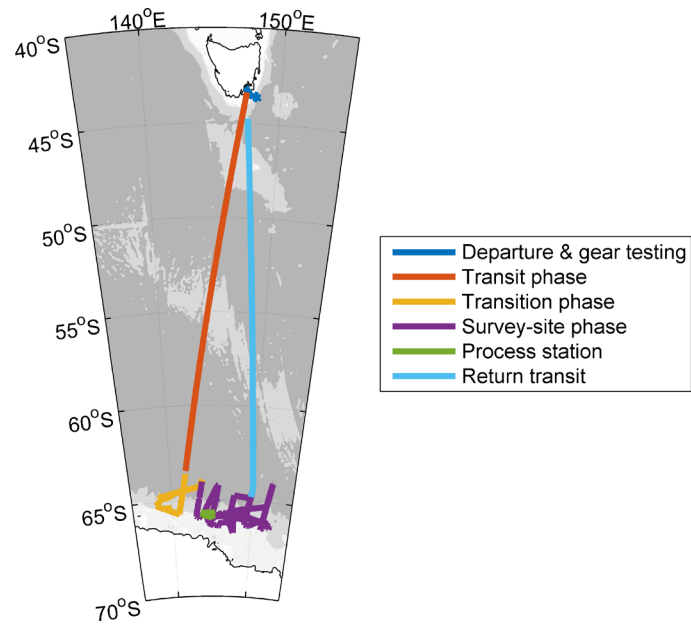 140°E
150°E
40°S
45°S
50°S
55°S
60°S
65°S
70°S
Departure & gear testing
Transit phase
Transition phase
Survey-site phase
Process station
Return transit